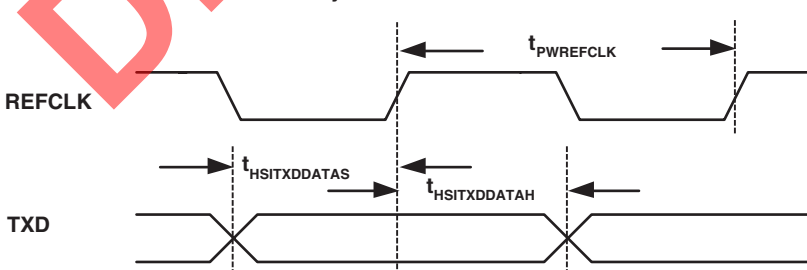 tPWREFCLK
REFCLK
tHSITXDDATAS
tHSITXDDATAH
TXD